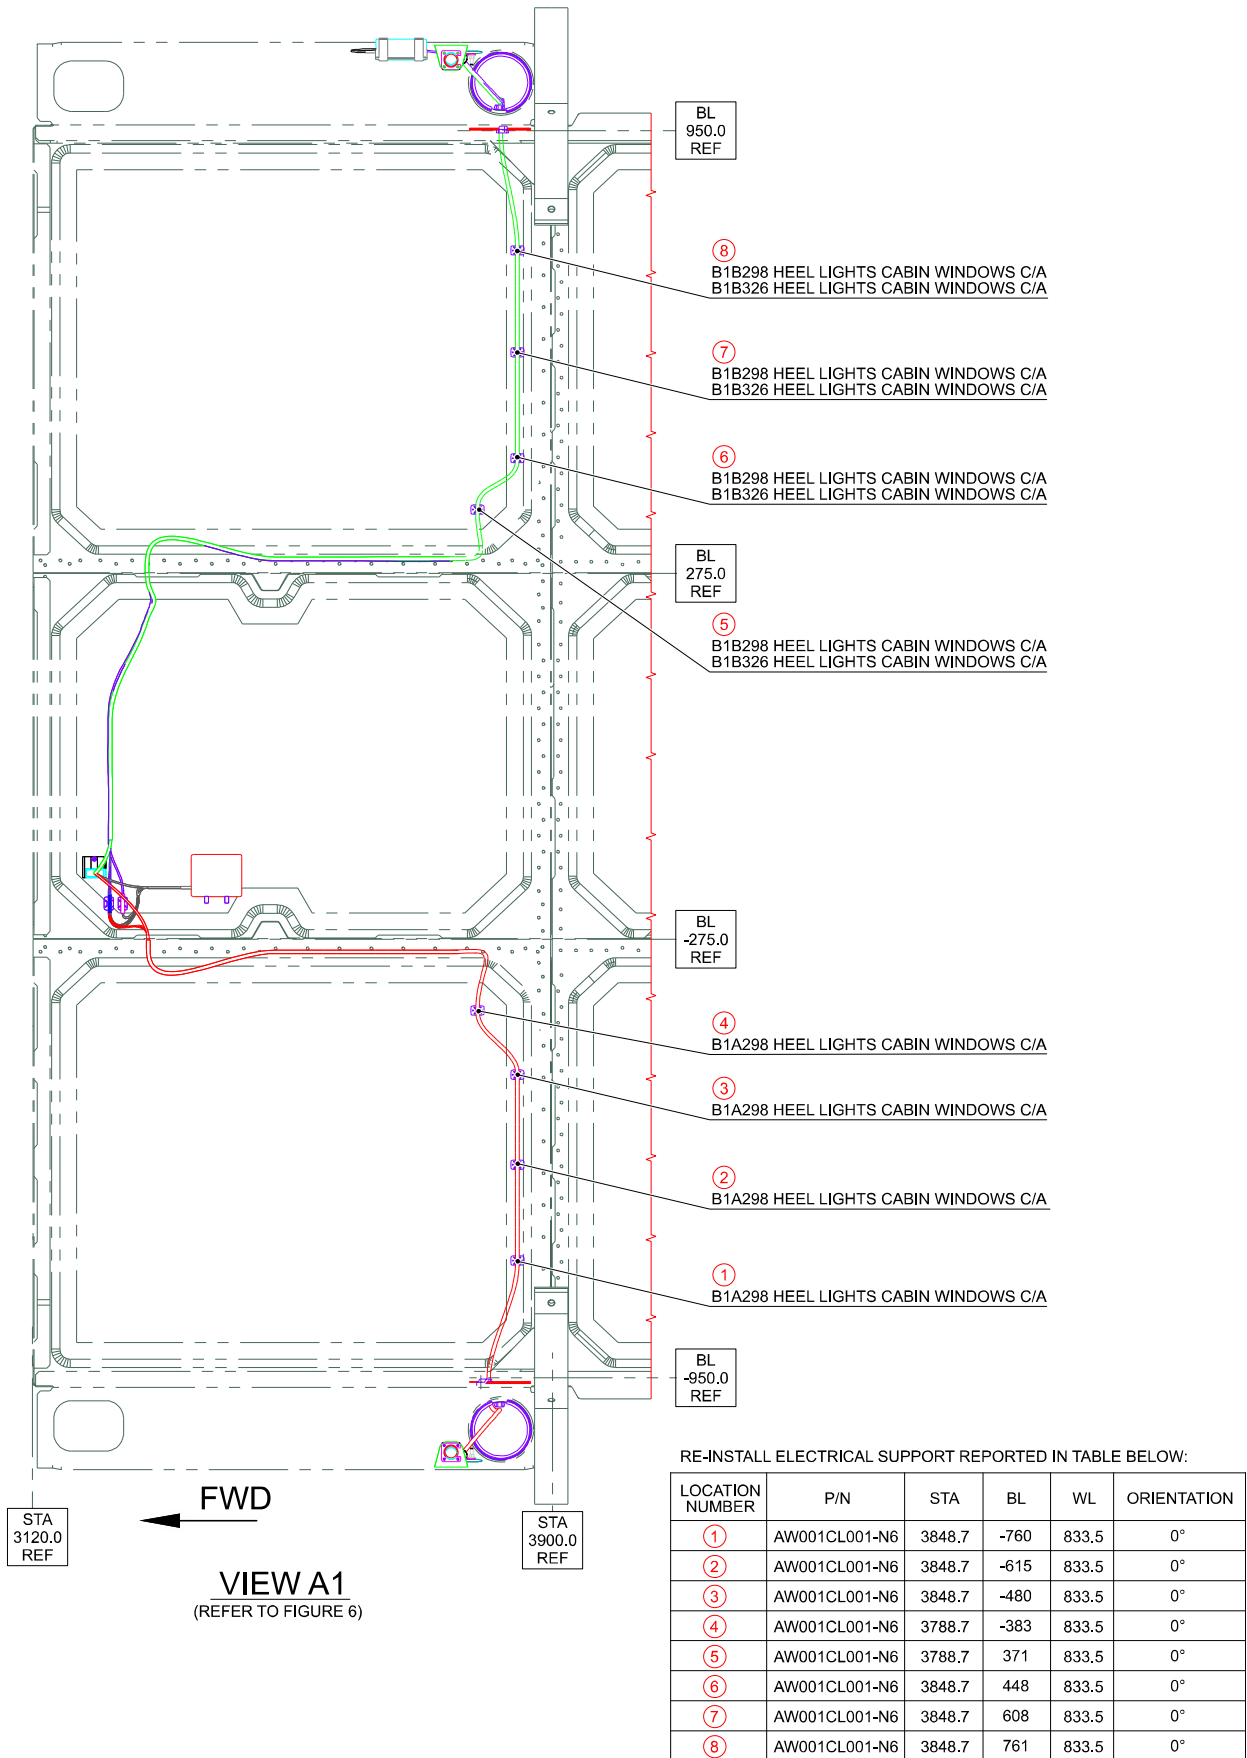 BL
950.0
REF
8
B1B298 HEEL LIGHTS CABIN WINDOWS C/A
B1B326 HEEL LIGHTS CABIN WINDOWS C/A
7
B1B298 HEEL LIGHTS CABIN WINDOWS C/A
B1B326 HEEL LIGHTS CABIN WINDOWS C/A
6
B1B298 HEEL LIGHTS CABIN WINDOWS C/A
B1B326 HEEL LIGHTS CABIN WINDOWS C/A
BL
275.0
REF
5
B1B298 HEEL LIGHTS CABIN WINDOWS C/A
B1B326 HEEL LIGHTS CABIN WINDOWS C/A
BL
-275.0
REF
4
B1A298 HEEL LIGHTS CABIN WINDOWS C/A
3
B1A298 HEEL LIGHTS CABIN WINDOWS C/A
2
B1A298 HEEL LIGHTS CABIN WINDOWS C/A
1
B1A298 HEEL LIGHTS CABIN WINDOWS C/A
BL
-950.0
REF
FWD
STA
3120.0
REF
STA
3900.0
REF
VIEW A1
(REFER TO FIGURE 6)
RE-INSTALL ELECTRICAL SUPPORT REPORTED IN TABLE BELOW:
LOCATION NUMBER P/N STA BL WL ORIENTATION
1 AW001CL001-N6 3848.7 -760 833.5 0°
2 AW001CL001-N6 3848.7 -615 833.5 0°
3 AW001CL001-N6 3848.7 -480 833.5 0°
4 AW001CL001-N6 3788.7 -383 833.5 0°
5 AW001CL001-N6 3788.7 371 833.5 0°
6 AW001CL001-N6 3848.7 448 833.5 0°
7 AW001CL001-N6 3848.7 608 833.5 0°
8 AW001CL001-N6 3848.7 761 833.5 0°